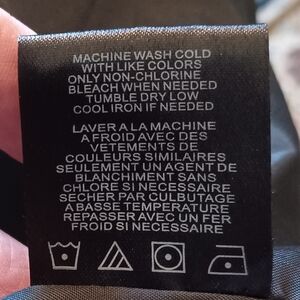 MACHINE WASH COLD
WITH LIKE COLORS
ONLY NON-CHLORINE
BLEACH WHEN NEEDED
TUMBLE DRY LOW
COOL IRON IF NEEDED
LAVER A LA MACHINE
A FROID AVEC DES
VETEMENTS DE
COULEURS SIMILAIRES
SEULEMENT UN AGENT DE
BLANCHIMENT SANS
CHLORE SI NECESSAIRE
SECHER PAR CULBUTAGE
A BASSE TEMPERATURE
REPASSER AVEC UN FER
FROID SI NECESSAIRE